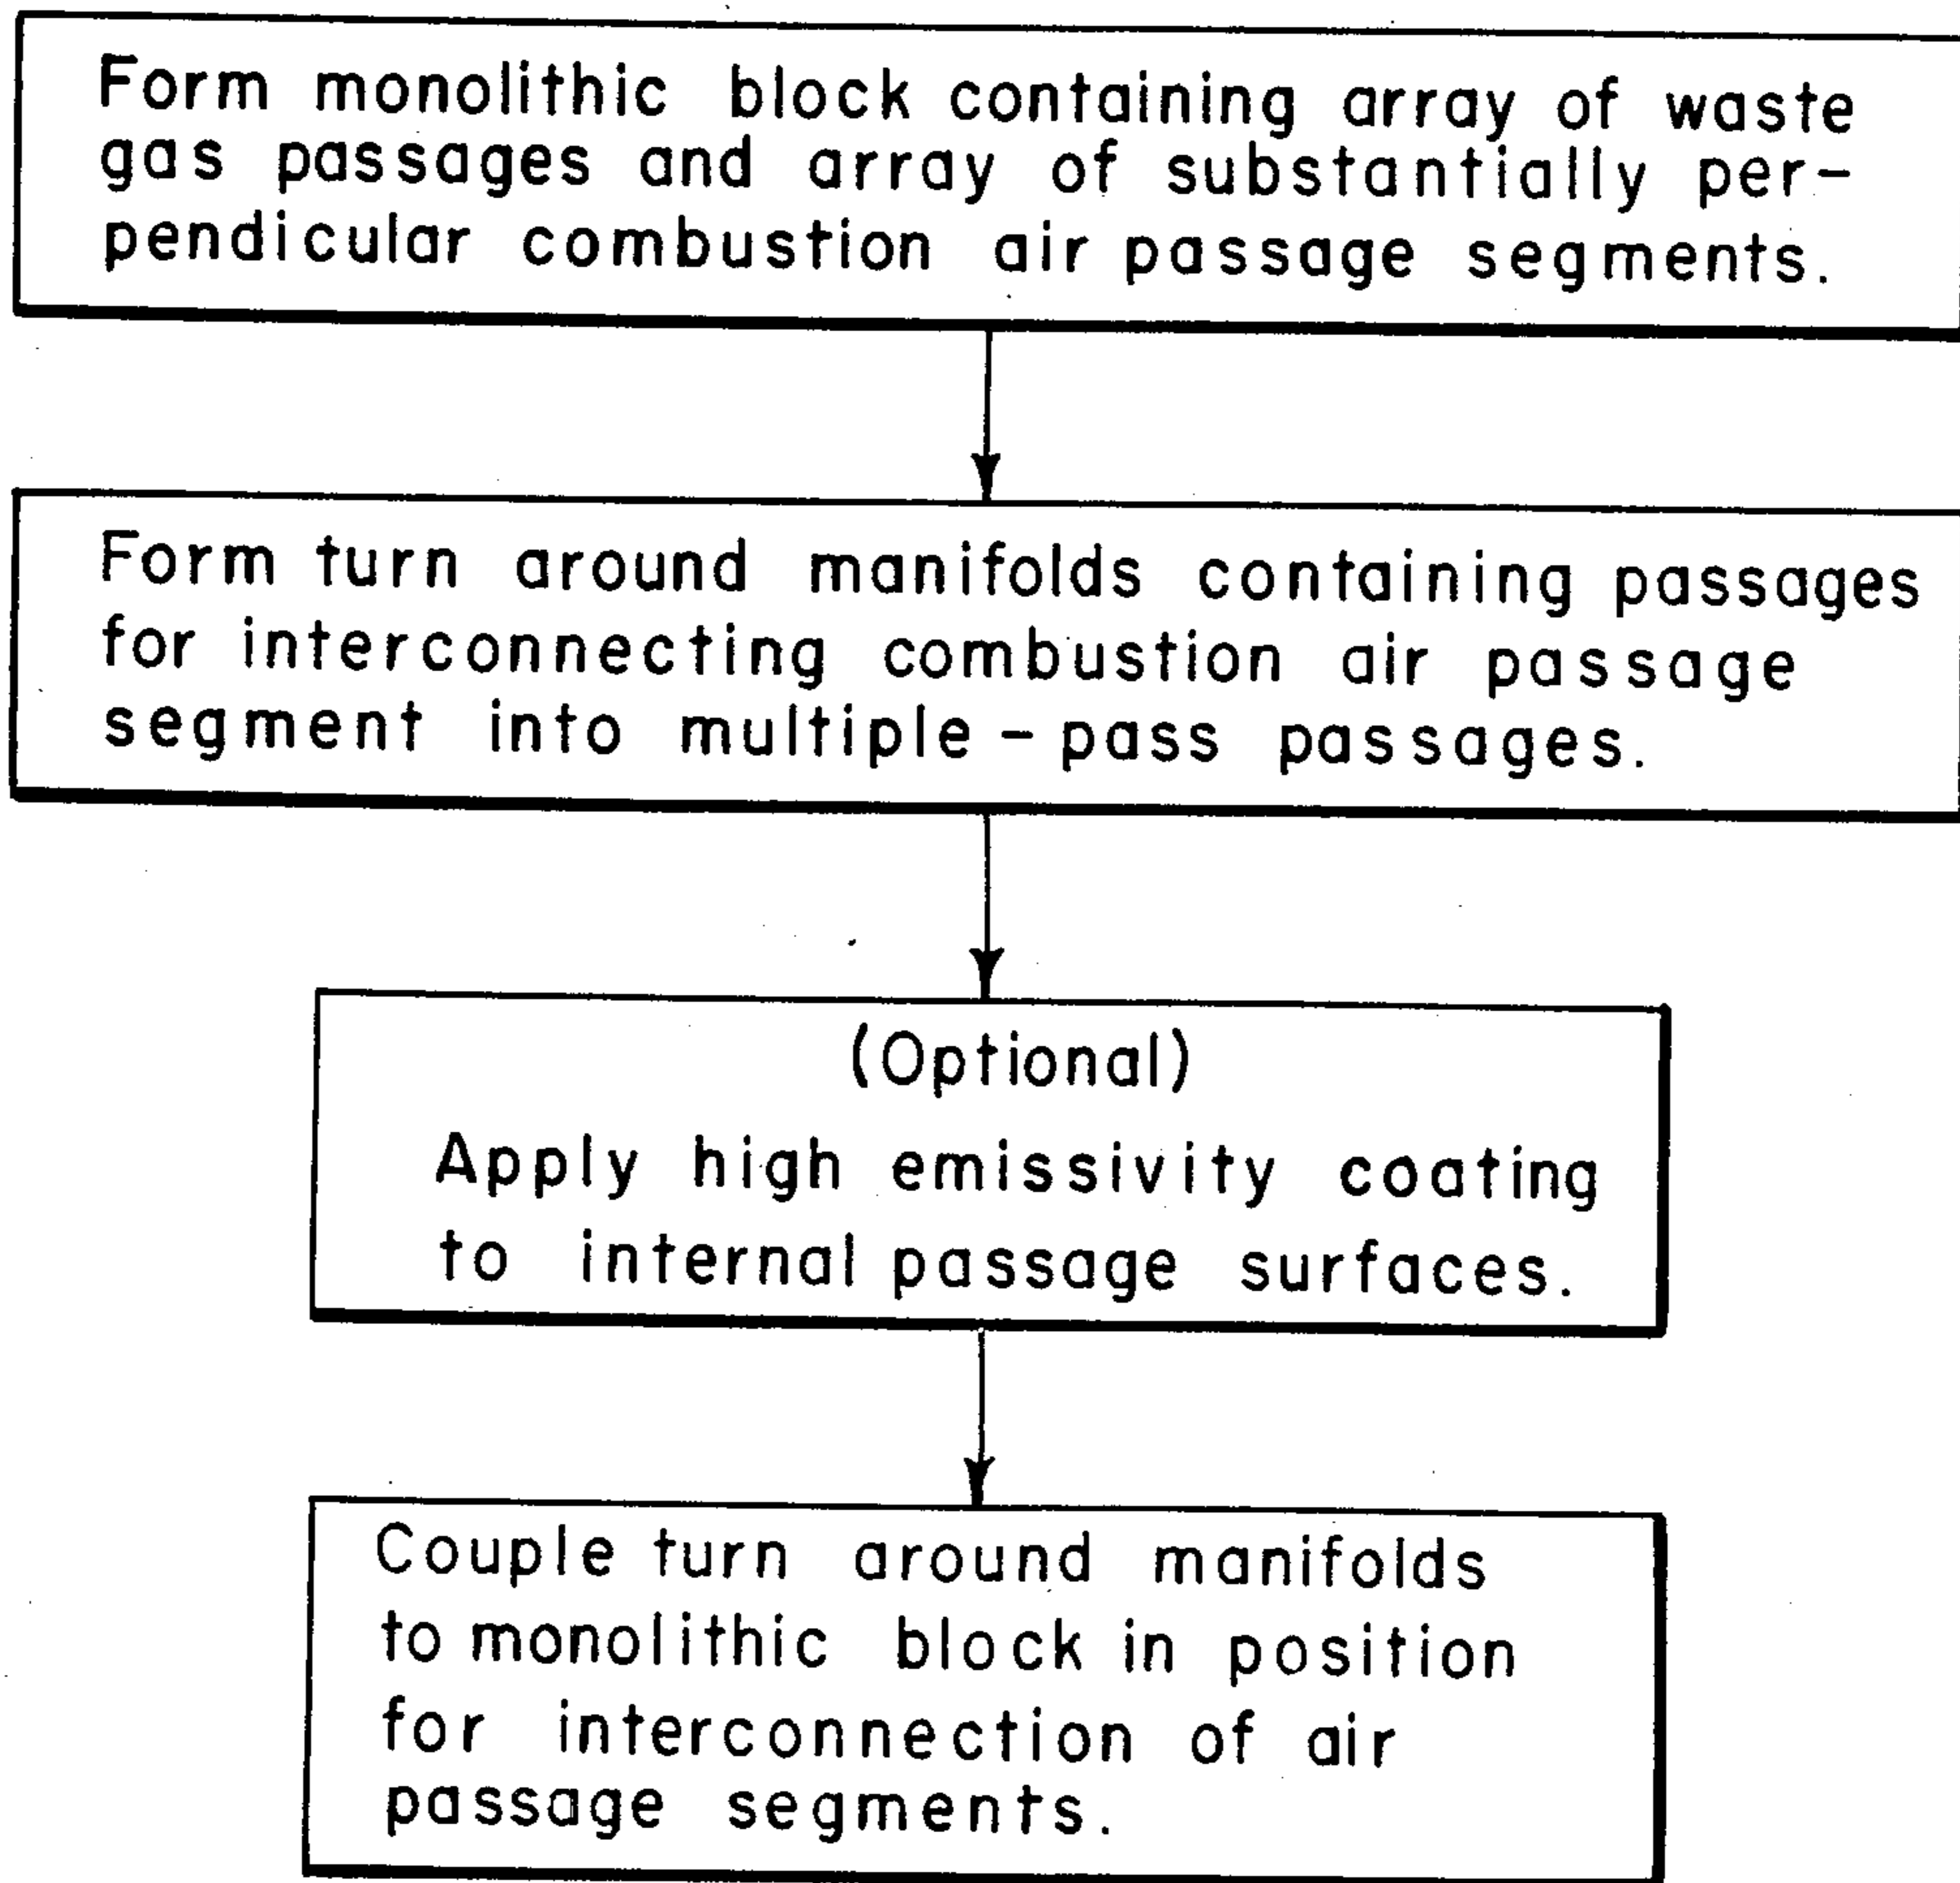 Form monolithic block containing array of waste
gas passages and array of substantially per-
pendicular combustion air passage segments.
Form turn around manifolds containing passages
for interconnecting combustion air passage
segment into multiple-pass passages.
(Optional)
Apply high emissivity coating
to internal passage surfaces.
Couple turn around manifolds
to monolithic block in position
for interconnection of air
passage segments.